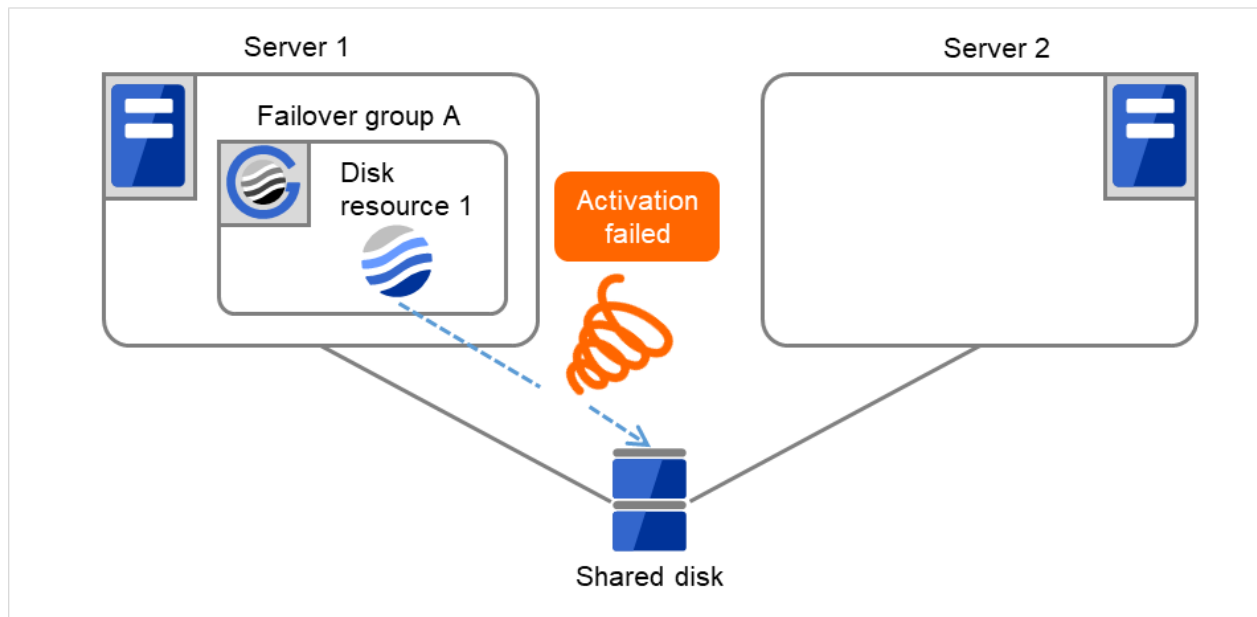 Server 1
Server 2
Failover group A
Disk
resource 1
Activation
failed
Shared disk